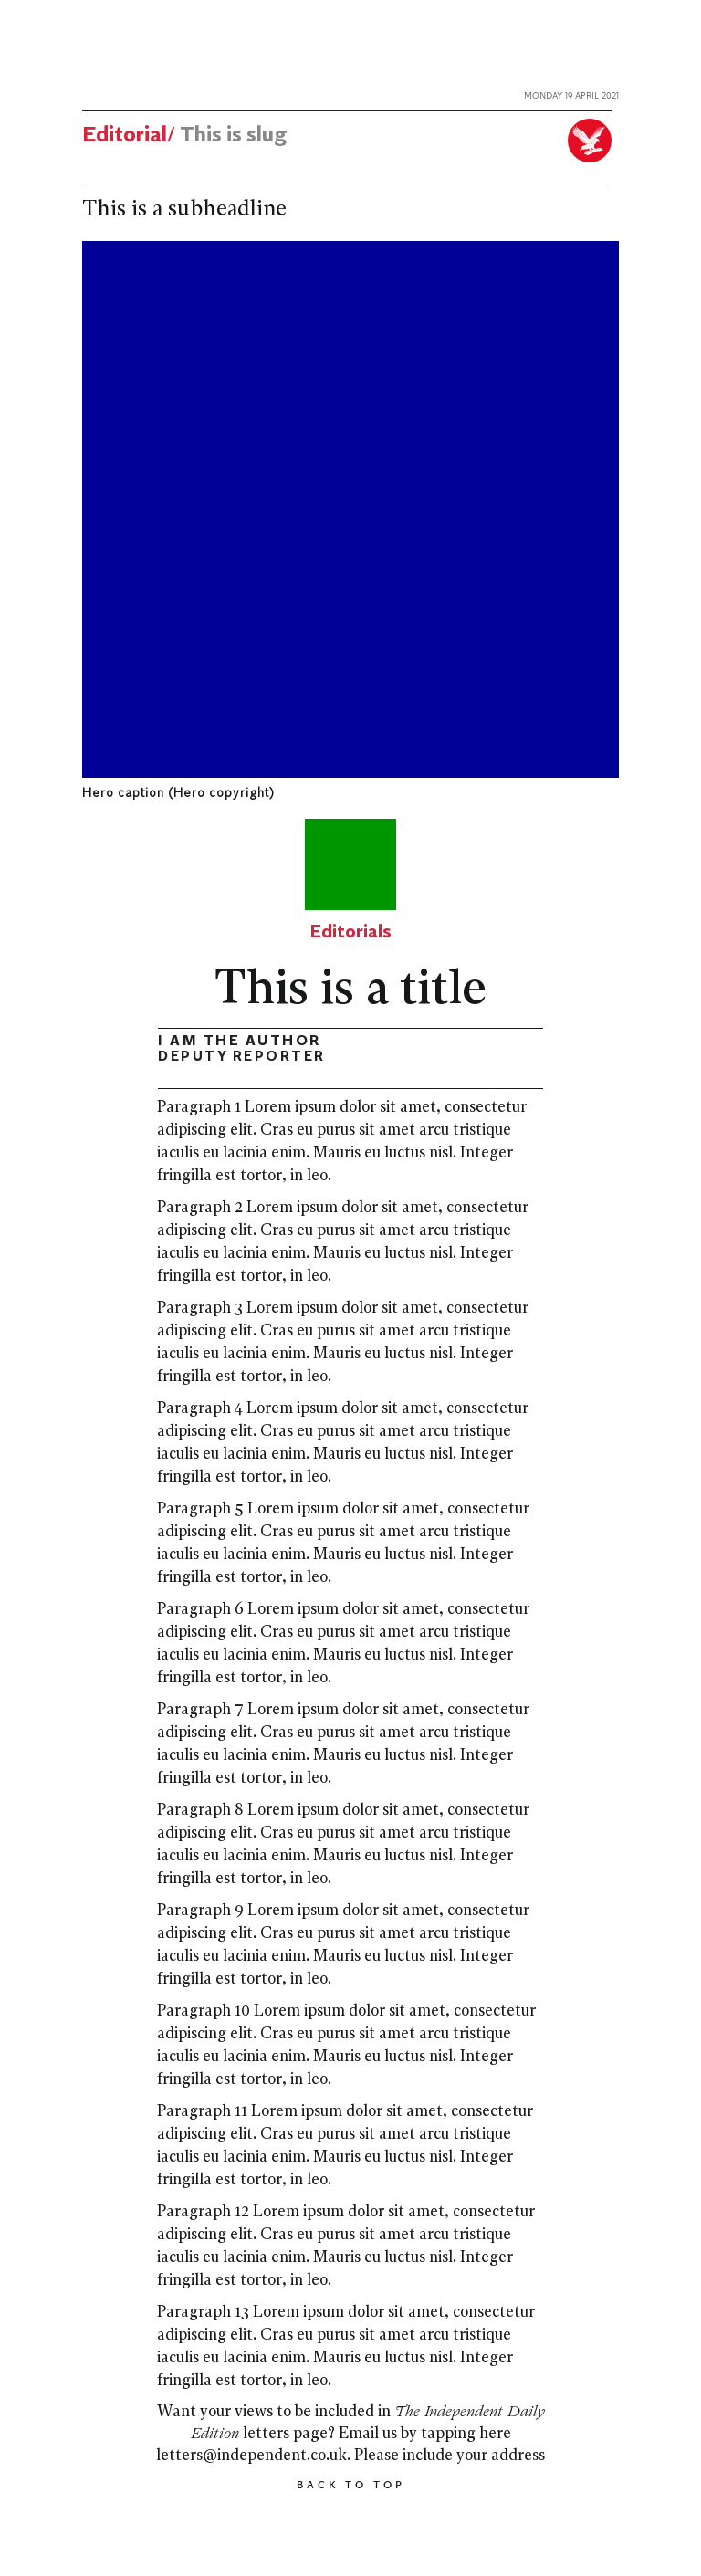 MONDAY 19 APRIL 2021
Editorial/ This is slug
This is a subheadline
Hero caption (Hero copyright)
Editorials
This is a title
I AM THE AUTHOR
DEPUTY REPORTER
Paragraph 1 Lorem ipsum dolor sit amet, consectetur
adipiscing elit. Cras eu purus sit amet arcu tristique
iaculis eu lacinia enim. Mauris eu luctus nisl. Integer
fringilla est tortor, in leo.
Paragraph 2 Lorem ipsum dolor sit amet, consectetur
adipiscing elit. Cras eu purus sit amet arcu tristique
iaculis eu lacinia enim. Mauris eu luctus nisl. Integer
fringilla est tortor, in leo.
Paragraph 3 Lorem ipsum dolor sit amet, consectetur
adipiscing elit. Cras eu purus sit amet arcu tristique
iaculis eu lacinia enim. Mauris eu luctus nisl. Integer
fringilla est tortor, in leo.
Paragraph 4 Lorem ipsum dolor sit amet, consectetur
adipiscing elit. Cras eu purus sit amet arcu tristique
iaculis eu lacinia enim. Mauris eu luctus nisl. Integer
fringilla est tortor, in leo.
Paragraph 5 Lorem ipsum dolor sit amet, consectetur
adipiscing elit. Cras eu purus sit amet arcu tristique
iaculis eu lacinia enim. Mauris eu luctus nisl. Integer
fringilla est tortor, in leo.
Paragraph 6 Lorem ipsum dolor sit amet, consectetur
adipiscing elit. Cras eu purus sit amet arcu tristique
iaculis eu lacinia enim. Mauris eu luctus nisl. Integer
fringilla est tortor, in leo.
Paragraph 7 Lorem ipsum dolor sit amet, consectetur
adipiscing elit. Cras eu purus sit amet arcu tristique
iaculis eu lacinia enim. Mauris eu luctus nisl. Integer
fringilla est tortor, in leo.
Paragraph 8 Lorem ipsum dolor sit amet, consectetur
adipiscing elit. Cras eu purus sit amet arcu tristique
iaculis eu lacinia enim. Mauris eu luctus nisl. Integer
fringilla est tortor, in leo.
Paragraph 9 Lorem ipsum dolor sit amet, consectetur
adipiscing elit. Cras eu purus sit amet arcu tristique
iaculis eu lacinia enim. Mauris eu luctus nisl. Integer
fringilla est tortor, in leo.
Paragraph 10 Lorem ipsum dolor sit amet, consectetur
adipiscing elit. Cras eu purus sit amet arcu tristique
iaculis eu lacinia enim. Mauris eu luctus nisl. Integer
fringilla est tortor, in leo.
Paragraph 11 Lorem ipsum dolor sit amet, consectetur
adipiscing elit. Cras eu purus sit amet arcu tristique
iaculis eu lacinia enim. Mauris eu luctus nisl. Integer
fringilla est tortor, in leo.
Paragraph 12 Lorem ipsum dolor sit amet, consectetur
adipiscing elit. Cras eu purus sit amet arcu tristique
iaculis eu lacinia enim. Mauris eu luctus nisl. Integer
fringilla est tortor, in leo.
Paragraph 13 Lorem ipsum dolor sit amet, consectetur
adipiscing elit. Cras eu purus sit amet arcu tristique
iaculis eu lacinia enim. Mauris eu luctus nisl. Integer
fringilla est tortor, in leo.
Want your views to be included in The Independent Daily
Edition letters page? Email us by tapping here
letters@independent.co.uk. Please include your address
BACK TO TOP